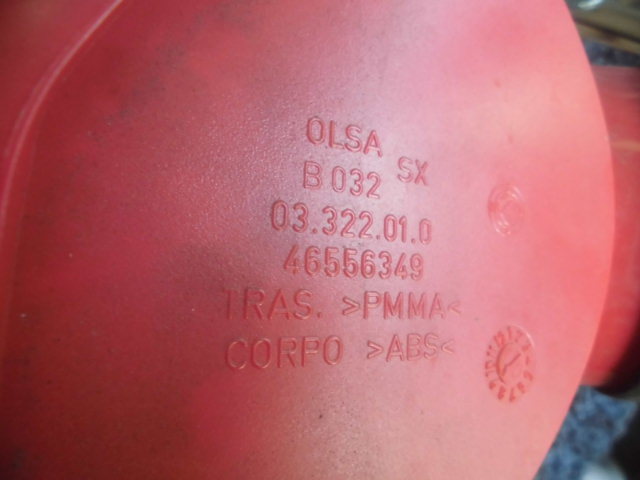 OLSA SX
B 032
03.322.01.0
46556349
TRAS. >PMMA<
CORPO >ABS<